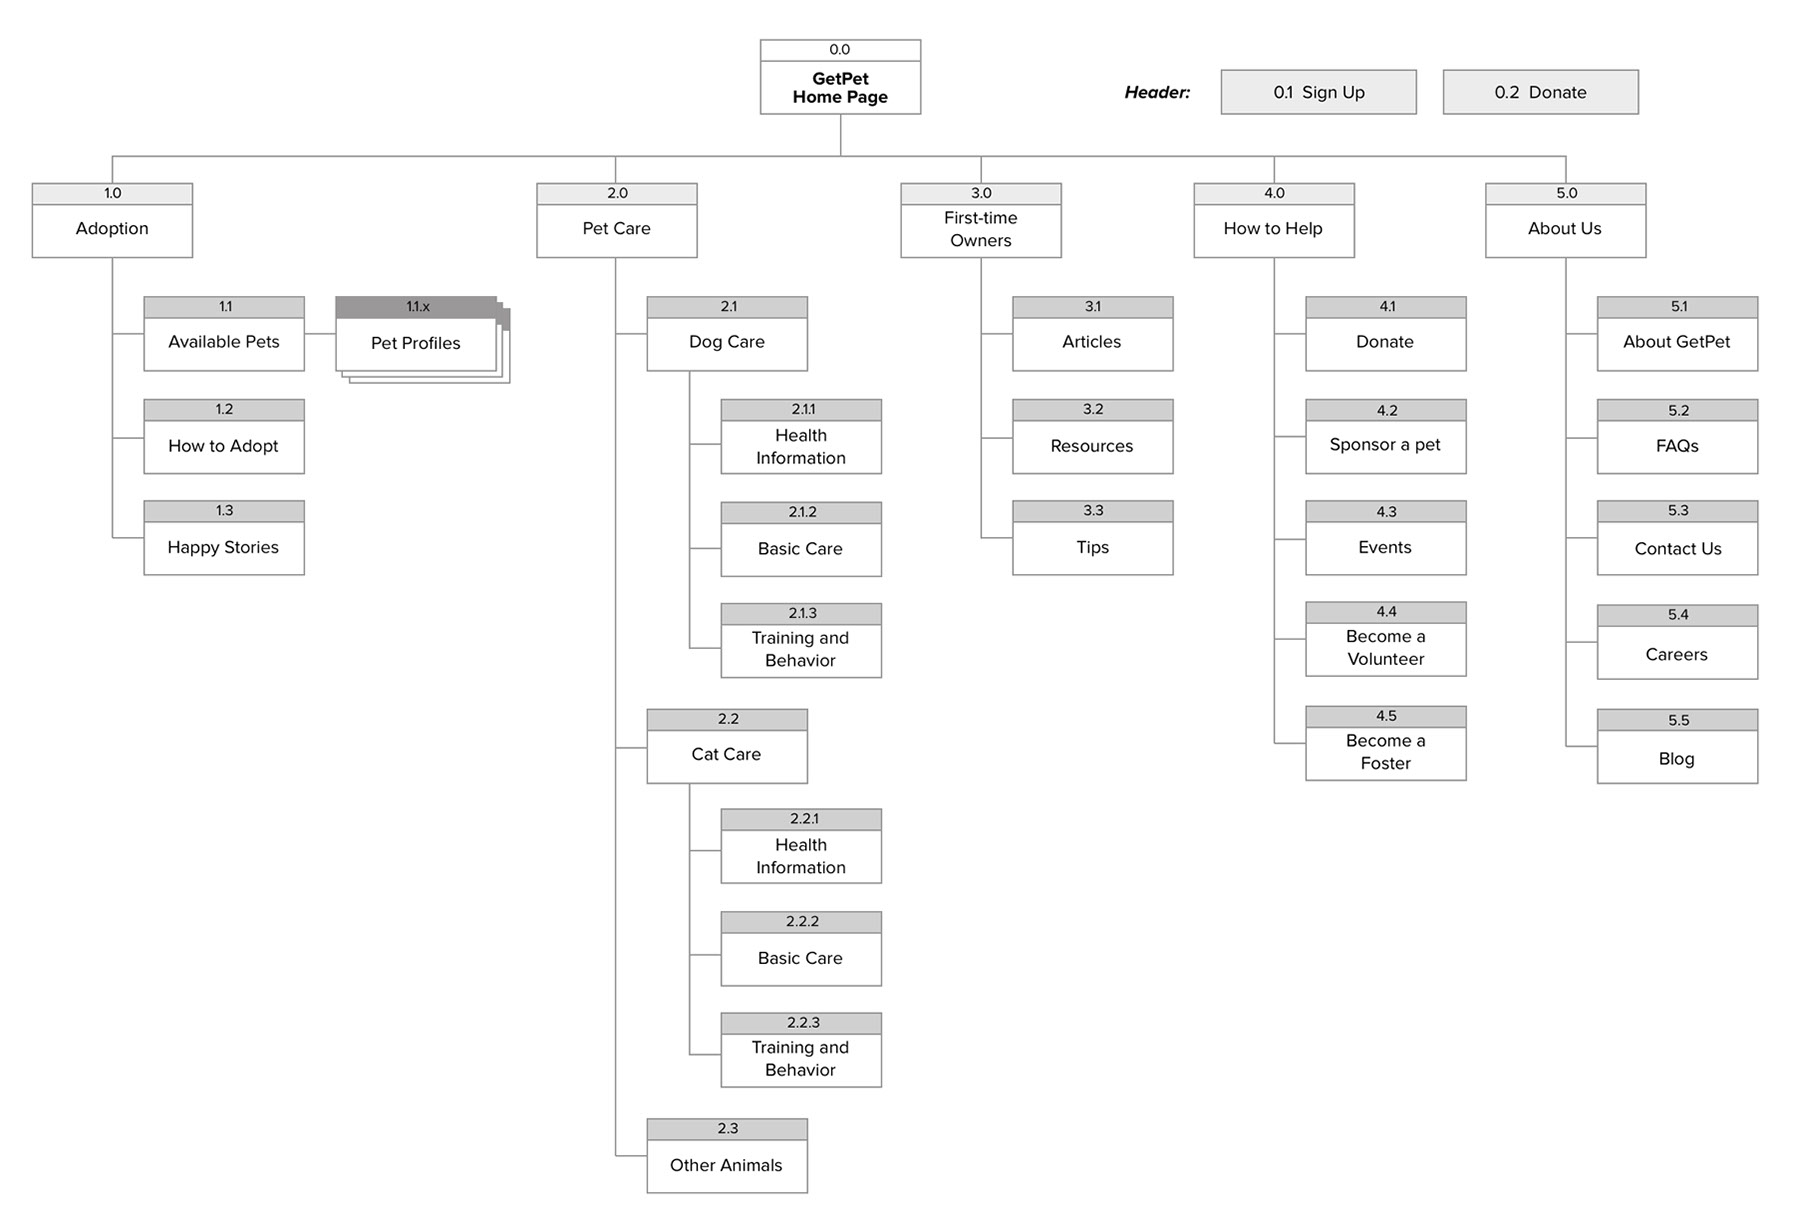 0.0
GetPet
Home Page
Header:
0.1 Sign Up
0.2 Donate
1.0
Adoption
1.1
Available Pets
1.1.x
Pet Profiles
1.2
How to Adopt
1.3
Happy Stories
2.0
Pet Care
2.1
Dog Care
2.1.1
Health
Information
2.1.2
Basic Care
2.1.3
Training and
Behavior
2.2
Cat Care
2.2.1
Health
Information
2.2.2
Basic Care
2.2.3
Training and
Behavior
2.3
Other Animals
3.0
First-time
Owners
3.1
Articles
3.2
Resources
3.3
Tips
4.0
How to Help
4.1
Donate
4.2
Sponsor a pet
4.3
Events
4.4
Become a
Volunteer
4.5
Become a
Foster
5.0
About Us
5.1
About GetPet
5.2
FAQs
5.3
Contact Us
5.4
Careers
5.5
Blog